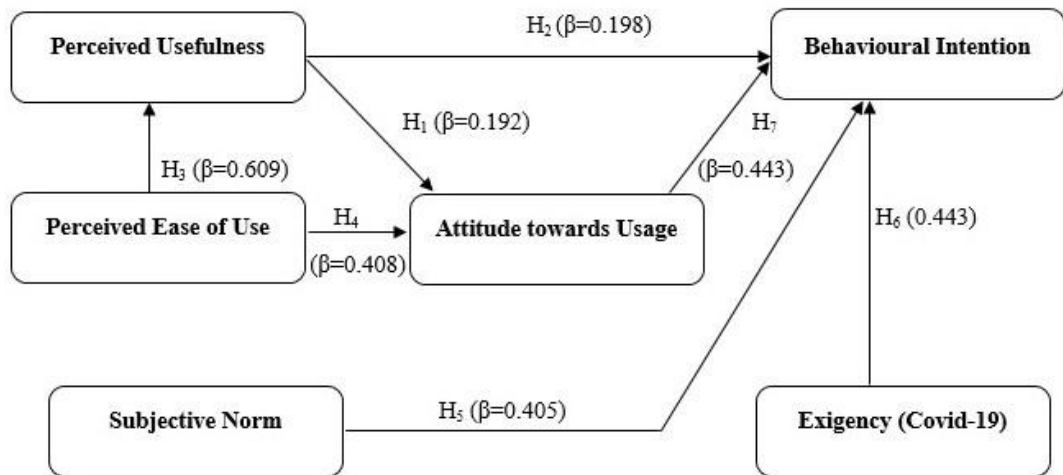 H₂ (β=0.198)
Perceived Usefulness
Behavioural Intention
H₁ (β=0.192)
H₇
(β=0.443)
H₃ (β=0.609)
Perceived Ease of Use
H₄
(β=0.408)
Attitude towards Usage
H₆ (0.443)
Subjective Norm
H₅ (β=0.405)
Exigency (Covid-19)